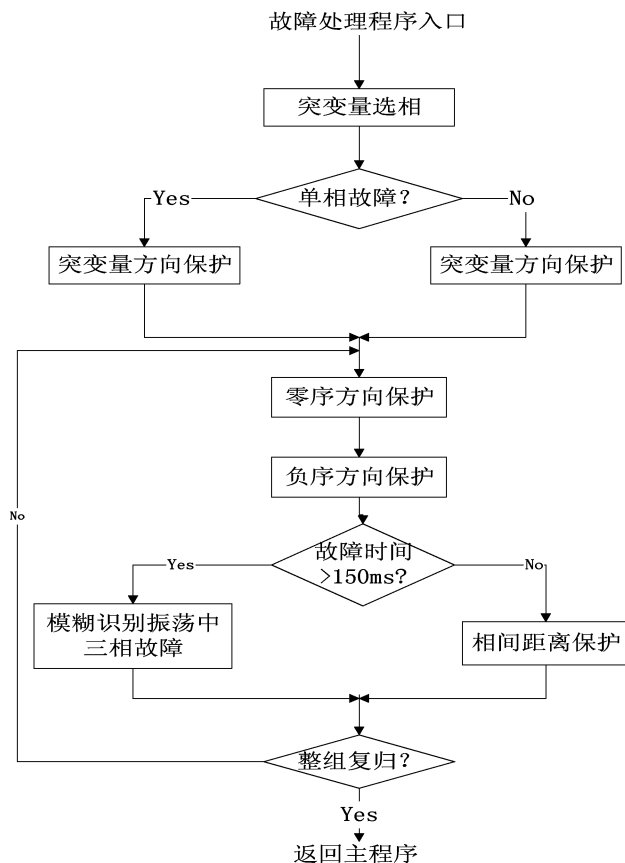 故障处理程序入口
突变量选相
Yes
单相故障?
No
突变量方向保护
突变量方向保护
零序方向保护
负序方向保护
No
故障时间
>150ms?
Yes
No
模糊识别振荡中
三相故障
相间距离保护
整组复归?
Yes
返回主程序